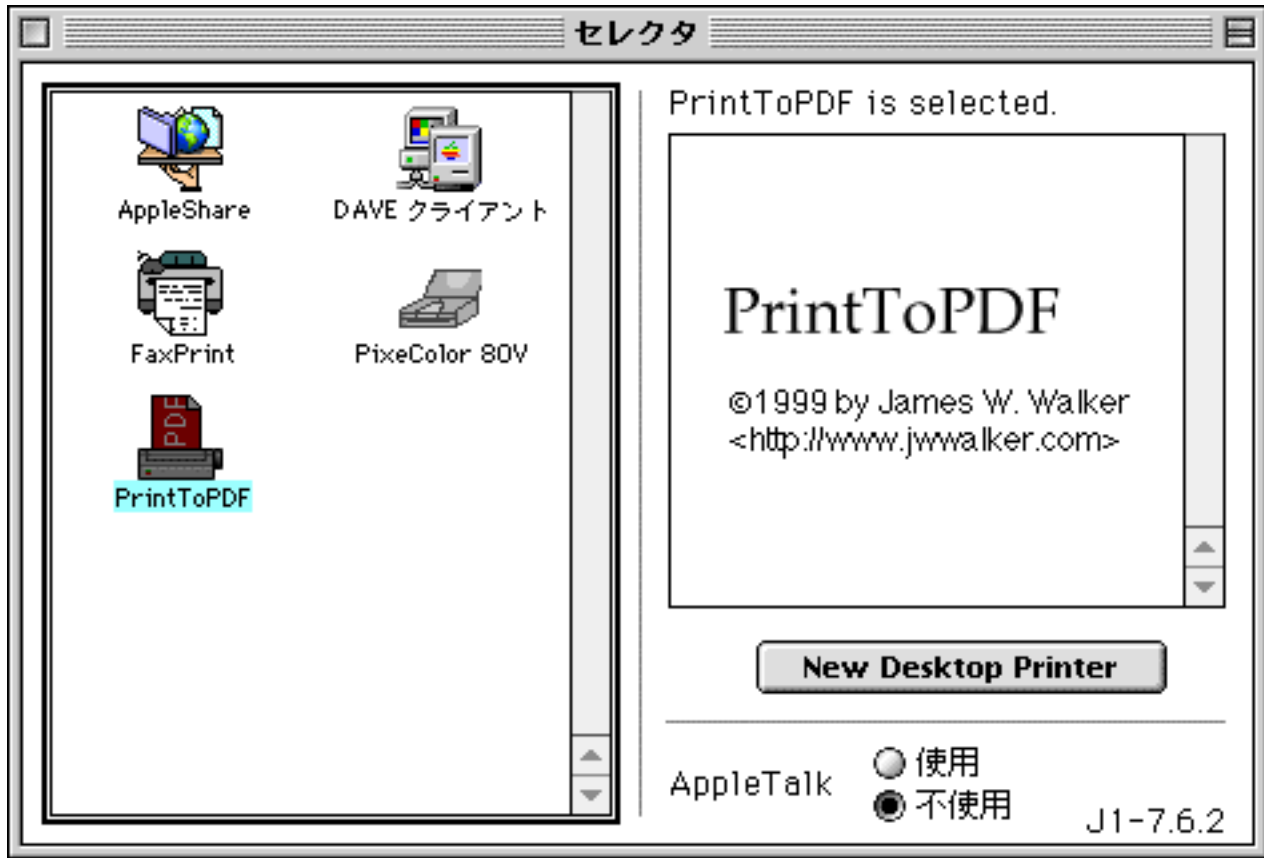 セレクタ
AppleShare
DAVE クライアント
FaxPrint
PixeColor 80V
PDF
PrintToPDF
PrintToPDF is selected.
PrintToPDF
©1999 by James W. Walker
<http://www.jwwalker.com>
New Desktop Printer
AppleTalk
使用
不使用
J1-7.6.2